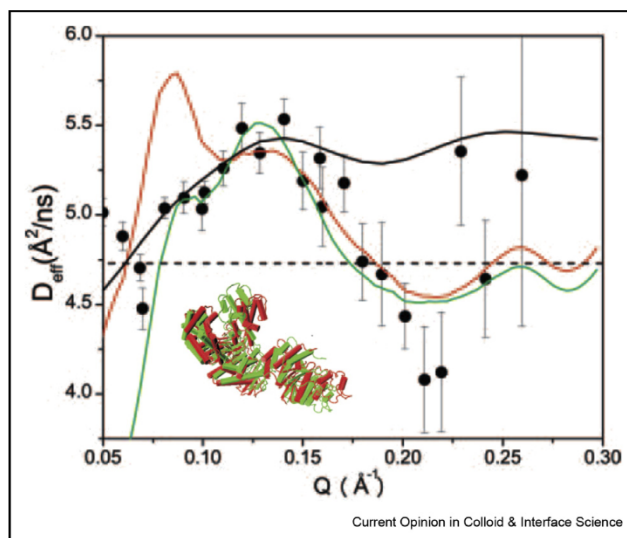 6.0
5.5
5.0
4.5
4.0
D_eff(Å²/ns)
0.05 0.10 0.15 0.20 0.25 0.30
Q ( Å⁻¹)
Current Opinion in Colloid & Interface Science